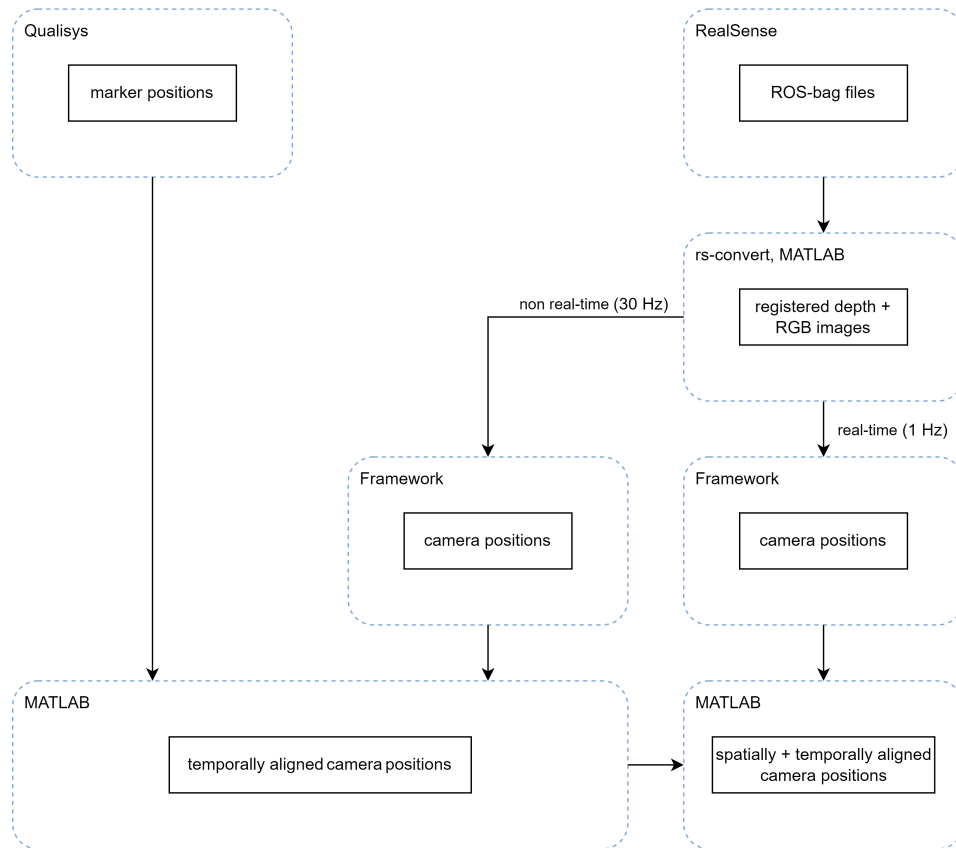 Qualisys
marker positions
RealSense
ROS-bag files
rs-convert, MATLAB
registered depth +
RGB images
non real-time (30 Hz)
real-time (1 Hz)
Framework
camera positions
Framework
camera positions
MATLAB
temporally aligned camera positions
MATLAB
spatially + temporally aligned
camera positions